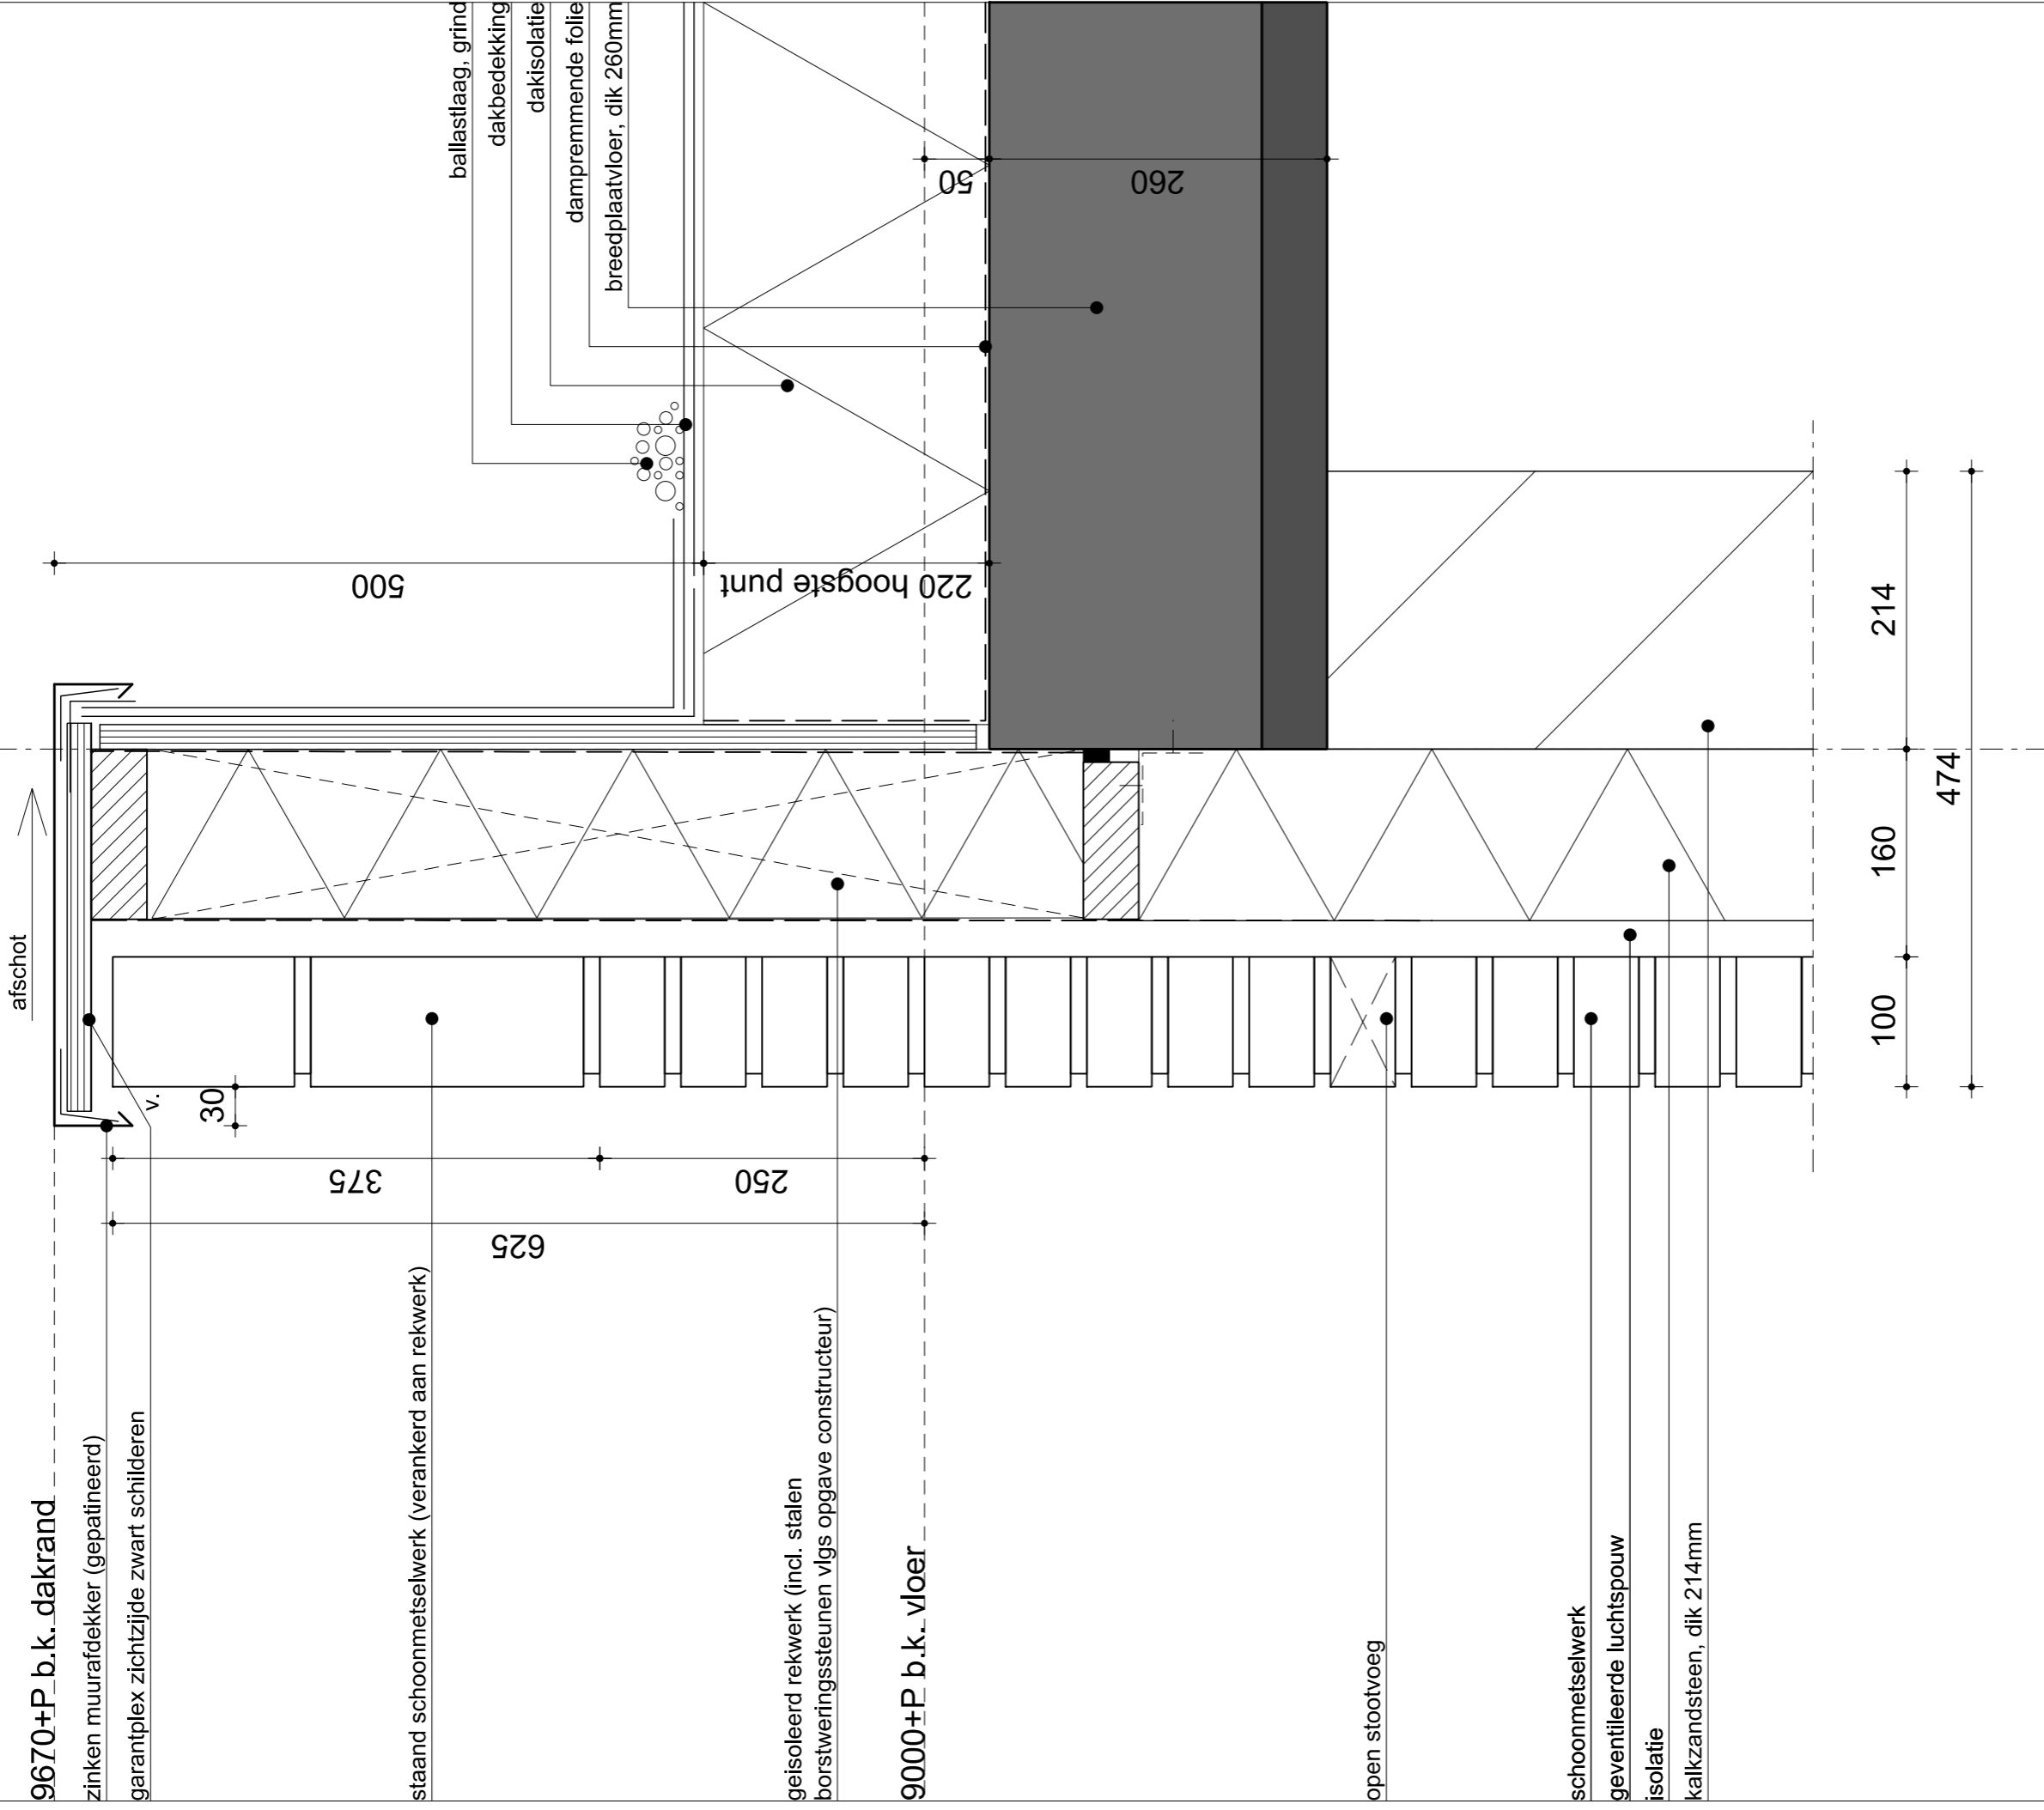 ballastlaag, grind
dakbedekking
dakisolatie
dampremmende folie
breedplaatvloer, dik 260mm
50
260
500
220 hoogste punt
214
160
100
474
afschot
v.
30
375
250
625
9670+P b.k. dakrand
zinken muurafdekker (gepatineerd)
garantplex zichtzijde zwart schilderen
staand schoonmetselwerk (verankerd aan rekwerk)
geisoleerd rekwerk (incl. stalen
borstweringssteunen vlgs opgave constructeur)
9000+P b.k. vloer
open stootvoeg
schoonmetselwerk
geventileerde luchtspouw
isolatie
kalkzandsteen, dik 214mm